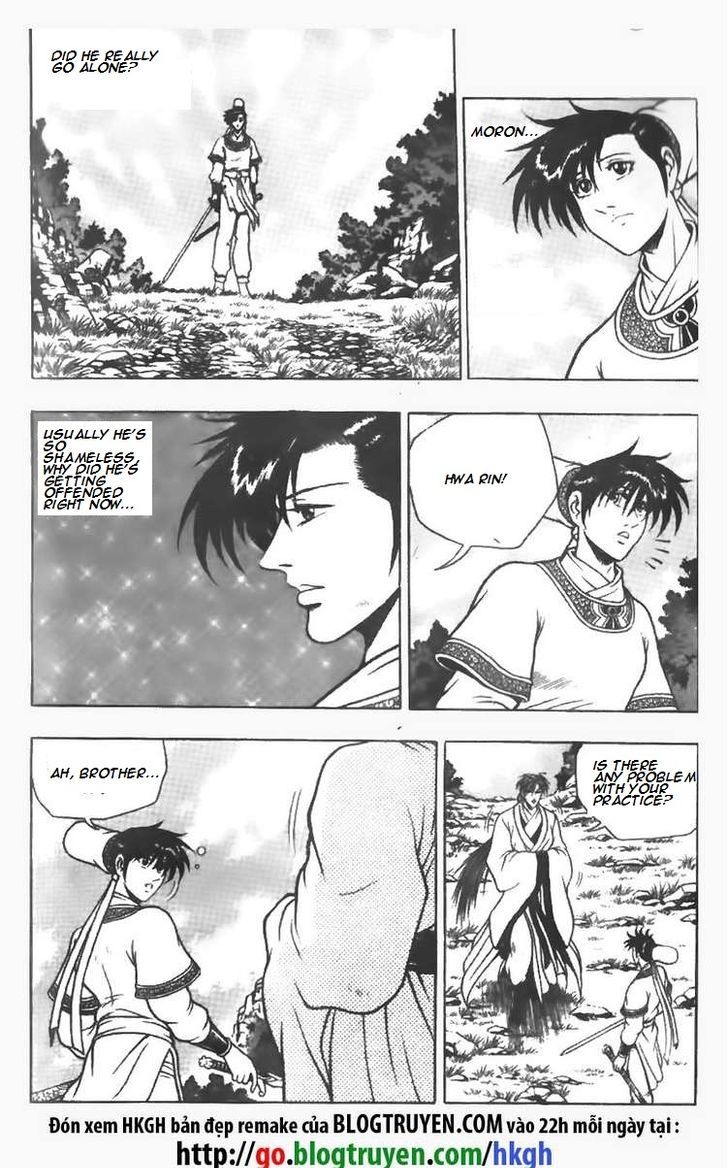 DID HE REALLY
GO ALONE?
MORON...
USUALLY HE'S
SO
SHAMELESS,
WHY DID HE'S
GETTING
OFFENDED
RIGHT NOW...
HWA RIN!
AH, BROTHER...
IS THERE
ANY PROBLEM
WITH YOUR
PRACTICE?
Đón xem HKGH bản đẹp remake của BLOGTRUYEN.COM vào 22h mỗi ngày tại :
http://go.blogtruyen.com/hkgh